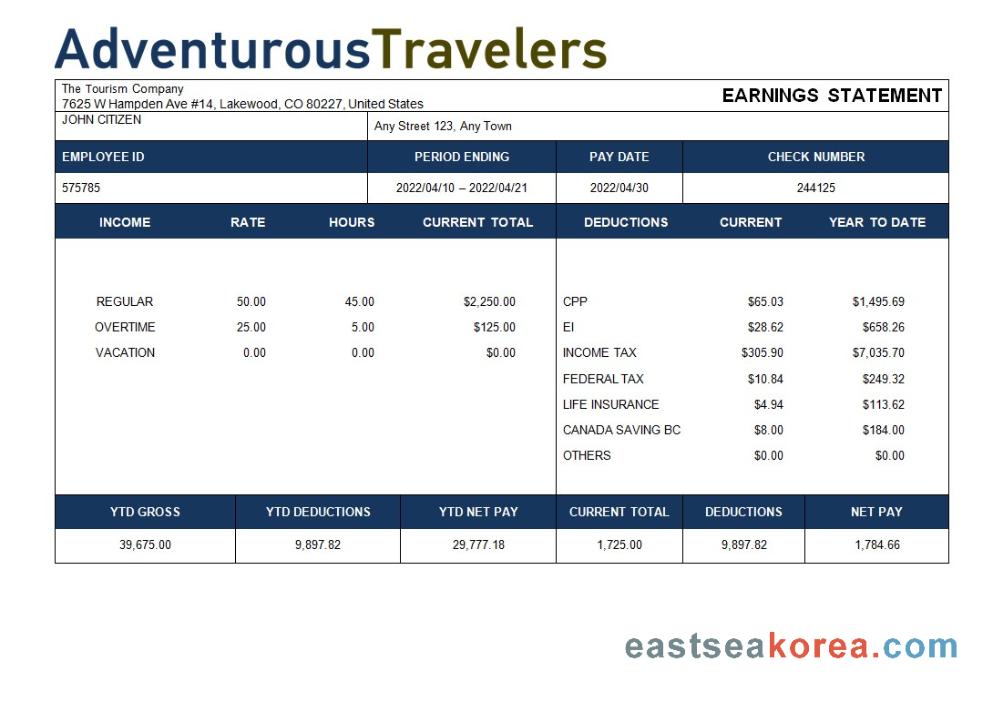 AdventurousTravelers
The Tourism Company
7625 W Hampden Ave #14, Lakewood, CO 80227, United States
EARNINGS STATEMENT
JOHN CITIZEN
Any Street 123, Any Town
EMPLOYEE ID PERIOD ENDING PAY DATE CHECK NUMBER
575785 2022/04/10 – 2022/04/21 2022/04/30 244125
INCOME RATE HOURS CURRENT TOTAL DEDUCTIONS CURRENT YEAR TO DATE
REGULAR 50.00 45.00 $2,250.00 CPP $65.03 $1,495.69
OVERTIME 25.00 5.00 $125.00 EI $28.62 $658.26
VACATION 0.00 0.00 $0.00 INCOME TAX $305.90 $7,035.70
FEDERAL TAX $10.84 $249.32
LIFE INSURANCE $4.94 $113.62
CANADA SAVING BC $8.00 $184.00
OTHERS $0.00 $0.00
YTD GROSS YTD DEDUCTIONS YTD NET PAY CURRENT TOTAL DEDUCTIONS NET PAY
39,675.00 9,897.82 29,777.18 1,725.00 9,897.82 1,784.66
eastseakorea.com